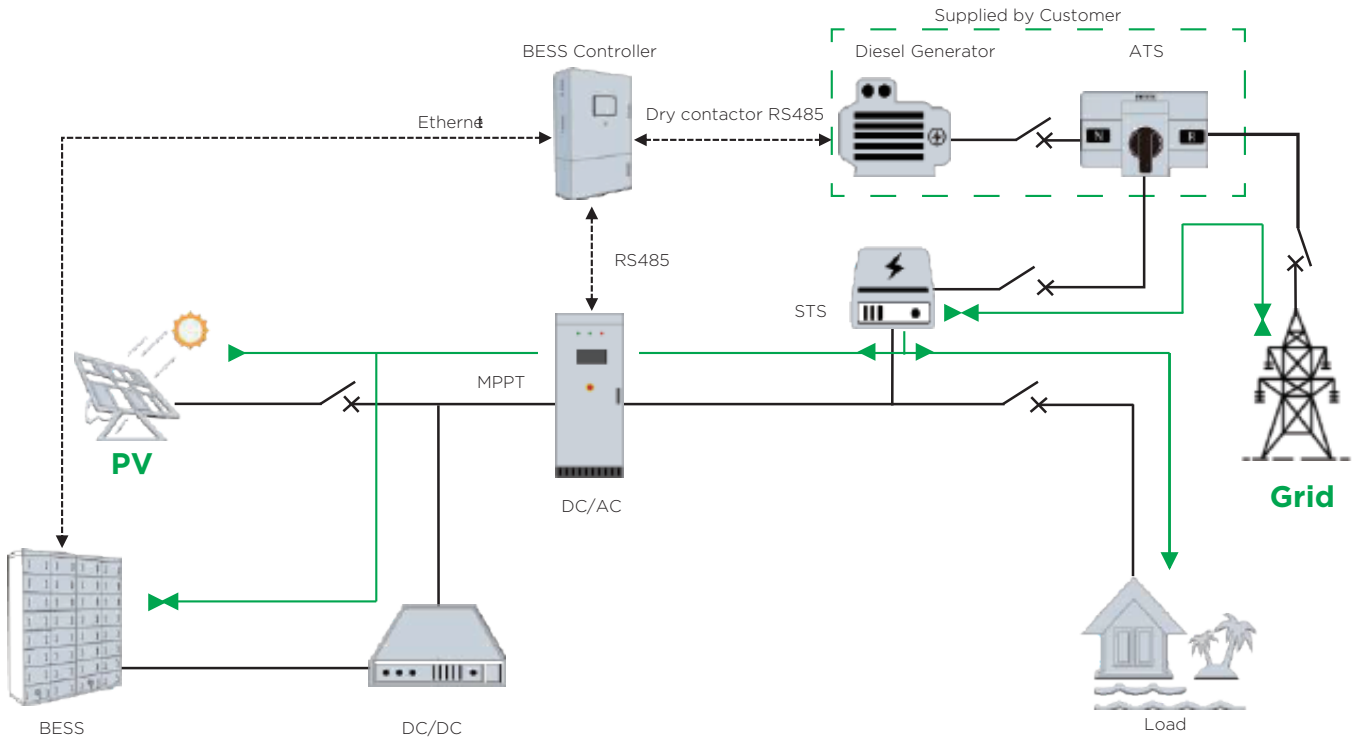 Supplied by Customer
BESS Controller
Diesel Generator
ATS
Ethernet
Dry contactor RS485
N
R
RS485
STS
MPPT
PV
DC/AC
Grid
BESS
DC/DC
Load